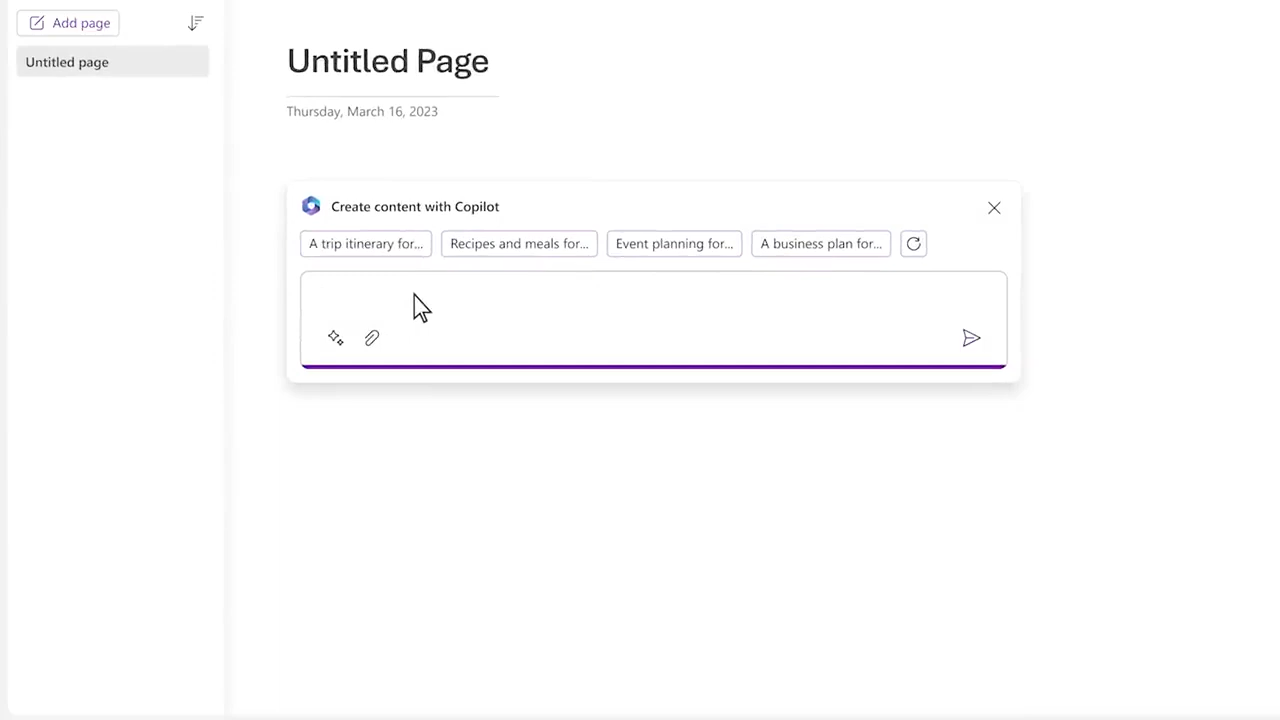 Add page
Untitled page
Untitled Page
Thursday, March 16, 2023
Create content with Copilot
A trip itinerary for... Recipes and meals for... Event planning for... A business plan for...